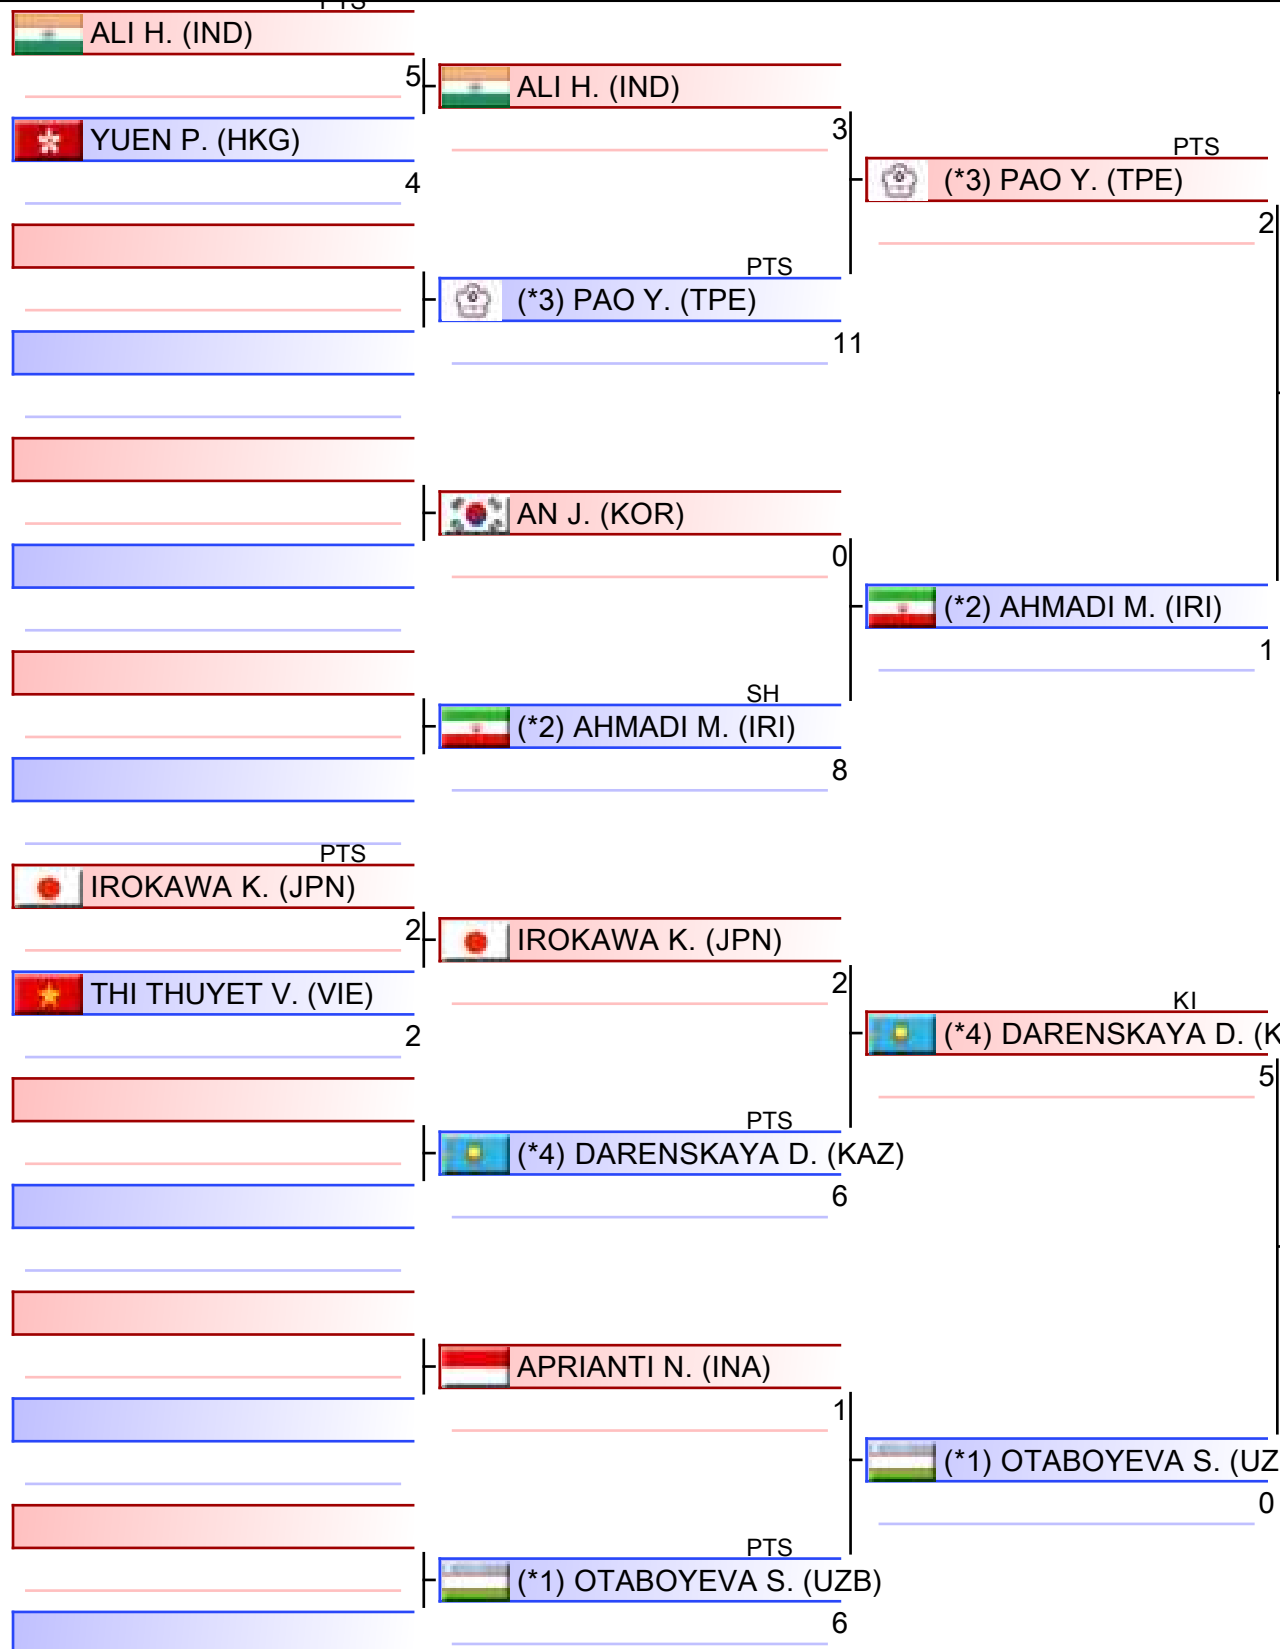 PTS
ALI H. (IND)
5
YUEN P. (HKG)
4
ALI H. (IND)
3
PTS
(*3) PAO Y. (TPE)
11
PTS
(*3) PAO Y. (TPE)
2
AN J. (KOR)
0
SH
(*2) AHMADI M. (IRI)
8
(*2) AHMADI M. (IRI)
1
PTS
IROKAWA K. (JPN)
2
THI THUYET V. (VIE)
2
IROKAWA K. (JPN)
2
PTS
(*4) DARENSKAYA D. (KAZ)
6
KI
(*4) DARENSKAYA D. (K
5
APRIANTI N. (INA)
1
PTS
(*1) OTABOYEVA S. (UZB)
6
(*1) OTABOYEVA S. (UZ
0